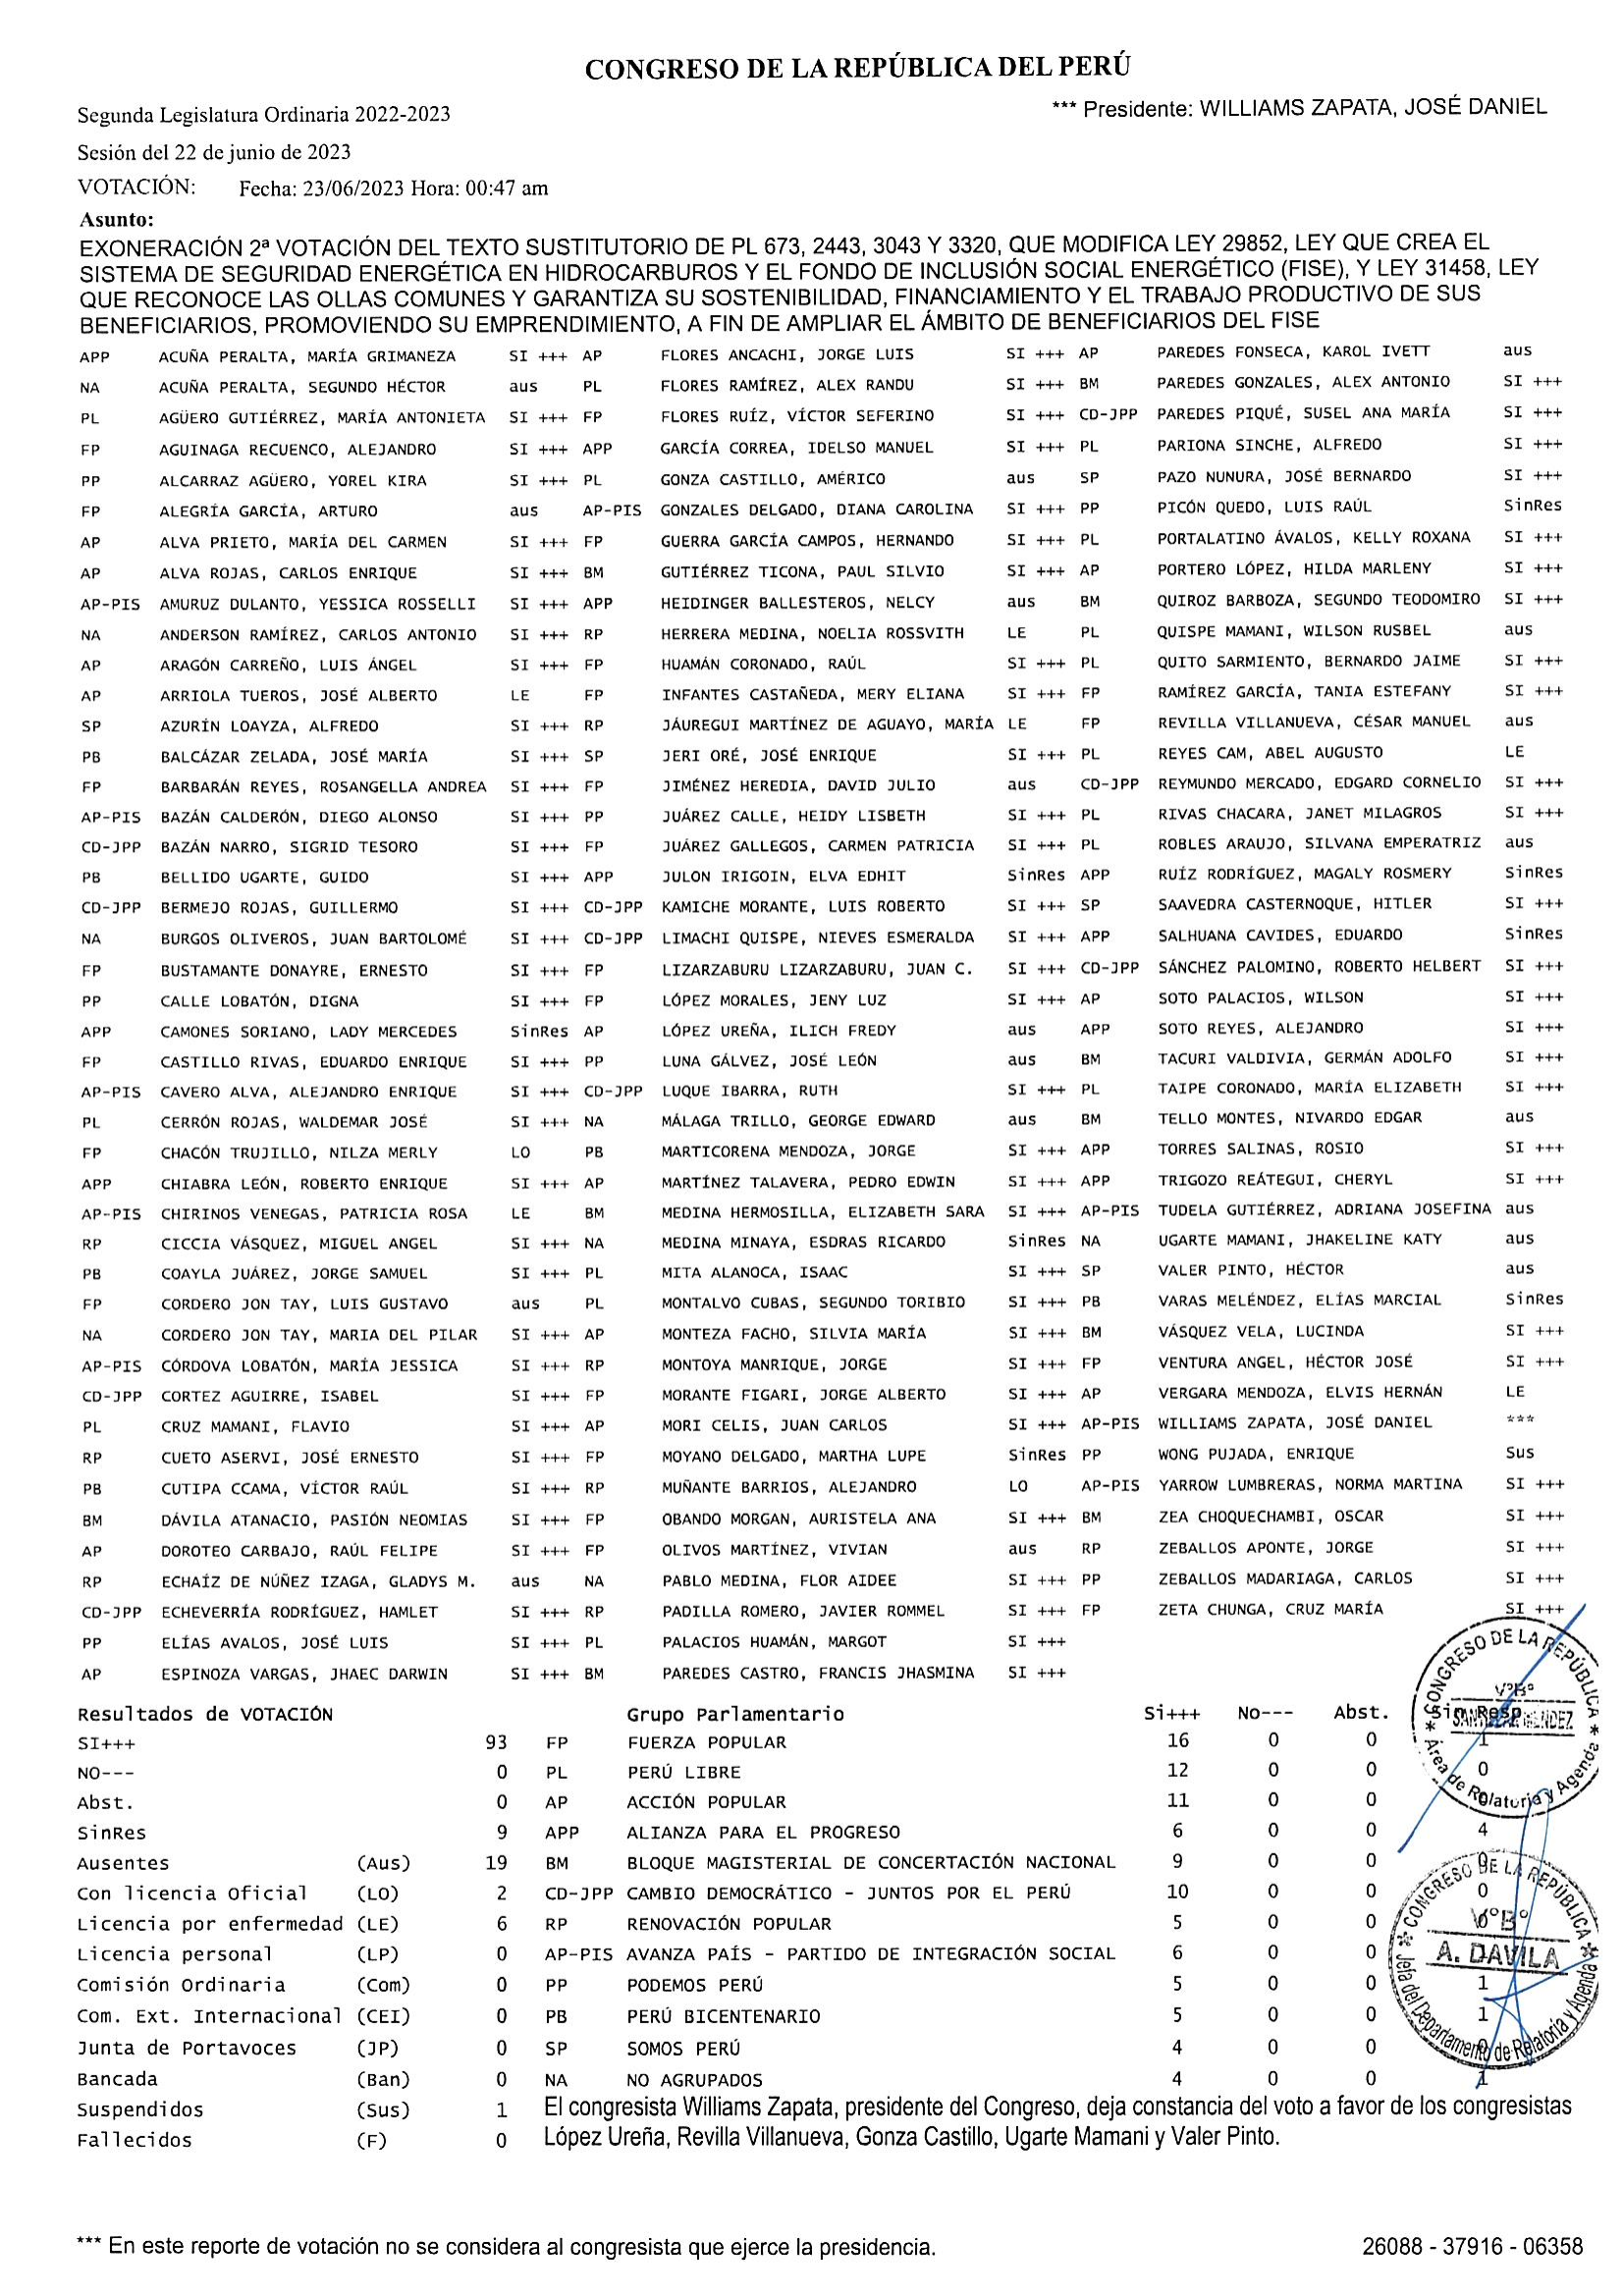 CONGRESO DE LA REPÚBLICA DEL PERÚ
Segunda Legislatura Ordinaria 2022-2023 *** Presidente: WILLIAMS ZAPATA, JOSÉ DANIEL
Sesión del 22 de junio de 2023
VOTACIÓN: Fecha: 23/06/2023 Hora: 00:47 am
Asunto:
EXONERACIÓN 2ª VOTACIÓN DEL TEXTO SUSTITUTORIO DE PL 673, 2443, 3043 Y 3320, QUE MODIFICA LEY 29852, LEY QUE CREA EL
SISTEMA DE SEGURIDAD ENERGÉTICA EN HIDROCARBUROS Y EL FONDO DE INCLUSIÓN SOCIAL ENERGÉTICO (FISE), Y LEY 31458, LEY
QUE RECONOCE LAS OLLAS COMUNES Y GARANTIZA SU SOSTENIBILIDAD, FINANCIAMIENTO Y EL TRABAJO PRODUCTIVO DE SUS
BENEFICIARIOS, PROMOVIENDO SU EMPRENDIMIENTO, A FIN DE AMPLIAR EL ÁMBITO DE BENEFICIARIOS DEL FISE
APP ACUÑA PERALTA, MARÍA GRIMANEZA SI +++ AP FLORES ANCACHI, JORGE LUIS SI +++ AP PAREDES FONSECA, KAROL IVETT aus
NA ACUÑA PERALTA, SEGUNDO HÉCTOR aus PL FLORES RAMÍREZ, ALEX RANDU SI +++ BM PAREDES GONZALES, ALEX ANTONIO SI +++
PL AGÜERO GUTIÉRREZ, MARÍA ANTONIETA SI +++ FP FLORES RUÍZ, VÍCTOR SEFERINO SI +++ CD-JPP PAREDES PIQUÉ, SUSEL ANA MARÍA SI +++
FP AGUINAGA RECUENCO, ALEJANDRO SI +++ APP GARCÍA CORREA, IDELSO MANUEL SI +++ PL PARIONA SINCHE, ALFREDO SI +++
PP ALCARRAZ AGÜERO, YOREL KIRA SI +++ PL GONZA CASTILLO, AMÉRICO aus SP PAZO NUNURA, JOSÉ BERNARDO SI +++
FP ALEGRÍA GARCÍA, ARTURO aus AP-PIS GONZALES DELGADO, DIANA CAROLINA SI +++ PP PICÓN QUEDO, LUIS RAÚL SinRes
AP ALVA PRIETO, MARÍA DEL CARMEN SI +++ FP GUERRA GARCÍA CAMPOS, HERNANDO SI +++ PL PORTALATINO ÁVALOS, KELLY ROXANA SI +++
AP ALVA ROJAS, CARLOS ENRIQUE SI +++ BM GUTIÉRREZ TICONA, PAUL SILVIO SI +++ AP PORTERO LÓPEZ, HILDA MARLENY SI +++
AP-PIS AMURUZ DULANTO, YESSICA ROSSELLI SI +++ APP HEIDINGER BALLESTEROS, NELCY aus BM QUIROZ BARBOZA, SEGUNDO TEODOMIRO SI +++
NA ANDERSON RAMÍREZ, CARLOS ANTONIO SI +++ RP HERRERA MEDINA, NOELIA ROSSVITH LE PL QUISPE MAMANI, WILSON RUSBEL aus
AP ARAGÓN CARREÑO, LUIS ÁNGEL SI +++ FP HUAMÁN CORONADO, RAÚL SI +++ PL QUITO SARMIENTO, BERNARDO JAIME SI +++
AP ARRIOLA TUEROS, JOSÉ ALBERTO LE FP INFANTES CASTAÑEDA, MERY ELIANA SI +++ FP RAMÍREZ GARCÍA, TANIA ESTEFANY SI +++
SP AZURÍN LOAYZA, ALFREDO SI +++ RP JÁUREGUI MARTÍNEZ DE AGUAYO, MARÍA LE FP REVILLA VILLANUEVA, CÉSAR MANUEL aus
PB BALCÁZAR ZELADA, JOSÉ MARÍA SI +++ SP JERI ORÉ, JOSÉ ENRIQUE SI +++ PL REYES CAM, ABEL AUGUSTO LE
FP BARBARÁN REYES, ROSANGELLA ANDREA SI +++ FP JIMÉNEZ HEREDIA, DAVID JULIO aus CD-JPP REYMUNDO MERCADO, EDGARD CORNELIO SI +++
AP-PIS BAZÁN CALDERÓN, DIEGO ALONSO SI +++ PP JUÁREZ CALLE, HEIDY LISBETH SI +++ PL RIVAS CHACARA, JANET MILAGROS SI +++
CD-JPP BAZÁN NARRO, SIGRID TESORO SI +++ FP JUÁREZ GALLEGOS, CARMEN PATRICIA SI +++ PL ROBLES ARAUJO, SILVANA EMPERATRIZ aus
PB BELLIDO UGARTE, GUIDO SI +++ APP JULON IRIGOIN, ELVA EDHIT SinRes APP RUÍZ RODRÍGUEZ, MAGALY ROSMERY SinRes
CD-JPP BERMEJO ROJAS, GUILLERMO SI +++ CD-JPP KAMICHE MORANTE, LUIS ROBERTO SI +++ SP SAAVEDRA CASTERNOQUE, HITLER SI +++
NA BURGOS OLIVEROS, JUAN BARTOLOMÉ SI +++ CD-JPP LIMACHI QUISPE, NIEVES ESMERALDA SI +++ APP SALHUANA CAVIDES, EDUARDO SinRes
FP BUSTAMANTE DONAYRE, ERNESTO SI +++ FP LIZARZABURU LIZARZABURU, JUAN C. SI +++ CD-JPP SÁNCHEZ PALOMINO, ROBERTO HELBERT SI +++
PP CALLE LOBATÓN, DIGNA SI +++ FP LÓPEZ MORALES, JENY LUZ SI +++ AP SOTO PALACIOS, WILSON SI +++
APP CAMONES SORIANO, LADY MERCEDES SinRes AP LÓPEZ UREÑA, ILICH FREDY aus APP SOTO REYES, ALEJANDRO SI +++
FP CASTILLO RIVAS, EDUARDO ENRIQUE SI +++ PP LUNA GÁLVEZ, JOSÉ LEÓN aus BM TACURI VALDIVIA, GERMÁN ADOLFO SI +++
AP-PIS CAVERO ALVA, ALEJANDRO ENRIQUE SI +++ CD-JPP LUQUE IBARRA, RUTH SI +++ PL TAIPE CORONADO, MARÍA ELIZABETH SI +++
PL CERRÓN ROJAS, WALDEMAR JOSÉ SI +++ NA MÁLAGA TRILLO, GEORGE EDWARD aus BM TELLO MONTES, NIVARDO EDGAR aus
FP CHACÓN TRUJILLO, NILZA MERLY LO PB MARTICORENA MENDOZA, JORGE SI +++ APP TORRES SALINAS, ROSIO SI +++
APP CHIABRA LEÓN, ROBERTO ENRIQUE SI +++ AP MARTÍNEZ TALAVERA, PEDRO EDWIN SI +++ APP TRIGOZO REÁTEGUI, CHERYL SI +++
AP-PIS CHIRINOS VENEGAS, PATRICIA ROSA LE BM MEDINA HERMOSILLA, ELIZABETH SARA SI +++ AP-PIS TUDELA GUTIÉRREZ, ADRIANA JOSEFINA aus
RP CICCIA VÁSQUEZ, MIGUEL ANGEL SI +++ NA MEDINA MINAYA, ESDRAS RICARDO SinRes NA UGARTE MAMANI, JHAKELINE KATY aus
PB COAYLA JUÁREZ, JORGE SAMUEL SI +++ PL MITA ALANOCA, ISAAC SI +++ SP VALER PINTO, HÉCTOR aus
FP CORDERO JON TAY, LUIS GUSTAVO aus PL MONTALVO CUBAS, SEGUNDO TORIBIO SI +++ PB VARAS MELÉNDEZ, ELÍAS MARCIAL SinRes
NA CORDERO JON TAY, MARIA DEL PILAR SI +++ AP MONTEZA FACHO, SILVIA MARÍA SI +++ BM VÁSQUEZ VELA, LUCINDA SI +++
AP-PIS CÓRDOVA LOBATÓN, MARÍA JESSICA SI +++ RP MONTOYA MANRIQUE, JORGE SI +++ FP VENTURA ANGEL, HÉCTOR JOSÉ SI +++
CD-JPP CORTEZ AGUIRRE, ISABEL SI +++ FP MORANTE FIGARI, JORGE ALBERTO SI +++ AP VERGARA MENDOZA, ELVIS HERNÁN LE
PL CRUZ MAMANI, FLAVIO SI +++ AP MORI CELIS, JUAN CARLOS SI +++ AP-PIS WILLIAMS ZAPATA, JOSÉ DANIEL ***
RP CUETO ASERVI, JOSÉ ERNESTO SI +++ FP MOYANO DELGADO, MARTHA LUPE SinRes PP WONG PUJADA, ENRIQUE Sus
PB CUTIPA CCAMA, VÍCTOR RAÚL SI +++ RP MUÑANTE BARRIOS, ALEJANDRO LO AP-PIS YARROW LUMBRERAS, NORMA MARTINA SI +++
BM DÁVILA ATANACIO, PASIÓN NEOMIAS SI +++ FP OBANDO MORGAN, AURISTELA ANA SI +++ BM ZEA CHOQUECHAMBI, OSCAR SI +++
AP DOROTEO CARBAJO, RAÚL FELIPE SI +++ FP OLIVOS MARTÍNEZ, VIVIAN aus RP ZEBALLOS APONTE, JORGE SI +++
RP ECHAÍZ DE NÚÑEZ IZAGA, GLADYS M. aus NA PABLO MEDINA, FLOR AIDEE SI +++ PP ZEBALLOS MADARIAGA, CARLOS SI +++
CD-JPP ECHEVERRÍA RODRÍGUEZ, HAMLET SI +++ RP PADILLA ROMERO, JAVIER ROMMEL SI +++ FP ZETA CHUNGA, CRUZ MARÍA SI +++
PP ELÍAS AVALOS, JOSÉ LUIS SI +++ PL PALACIOS HUAMÁN, MARGOT SI +++
AP ESPINOZA VARGAS, JHAEC DARWIN SI +++ BM PAREDES CASTRO, FRANCIS JHASMINA SI +++
CONGRESO DE LA REPÚBLICA
VºBº
Área de Relatoría y Agenda
Resultados de VOTACIÓN Grupo Parlamentario Si+++ No--- Abst. Sin Resp.
SI+++ 93 FP FUERZA POPULAR 16 0 0 1
NO--- 0 PL PERÚ LIBRE 12 0 0 0
Abst. 0 AP ACCIÓN POPULAR 11 0 0 0
SinRes 9 APP ALIANZA PARA EL PROGRESO 6 0 0 4
Ausentes (Aus) 19 BM BLOQUE MAGISTERIAL DE CONCERTACIÓN NACIONAL 9 0 0 0
Con licencia Oficial (LO) 2 CD-JPP CAMBIO DEMOCRÁTICO - JUNTOS POR EL PERÚ 10 0 0 0
Licencia por enfermedad (LE) 6 RP RENOVACIÓN POPULAR 5 0 0
Licencia personal (LP) 0 AP-PIS AVANZA PAÍS - PARTIDO DE INTEGRACIÓN SOCIAL 6 0 0
Comisión Ordinaria (Com) 0 PP PODEMOS PERÚ 5 0 0 1
Com. Ext. Internacional (CEI) 0 PB PERÚ BICENTENARIO 5 0 0 1
Junta de Portavoces (JP) 0 SP SOMOS PERÚ 4 0 0 0
Bancada (Ban) 0 NA NO AGRUPADOS 4 0 0 1
CONGRESO DE LA REPÚBLICA
VºBº
A. DAVILA
Jefa del Departamento de Relatoría y Agenda
Suspendidos (Sus) 1 El congresista Williams Zapata, presidente del Congreso, deja constancia del voto a favor de los congresistas
Fallecidos (F) 0 López Ureña, Revilla Villanueva, Gonza Castillo, Ugarte Mamani y Valer Pinto.
*** En este reporte de votación no se considera al congresista que ejerce la presidencia. 26088 - 37916 - 06358